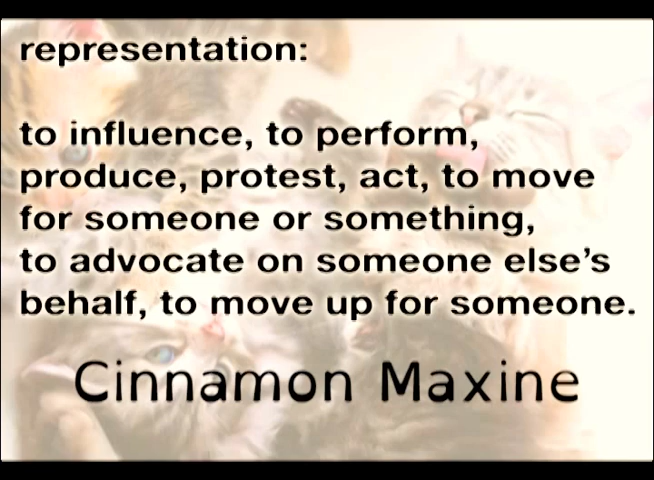 representation:
to influence, to perform,
produce, protest, act, to move
for someone or something,
to advocate on someone else's
behalf, to move up for someone.
Cinnamon Maxine